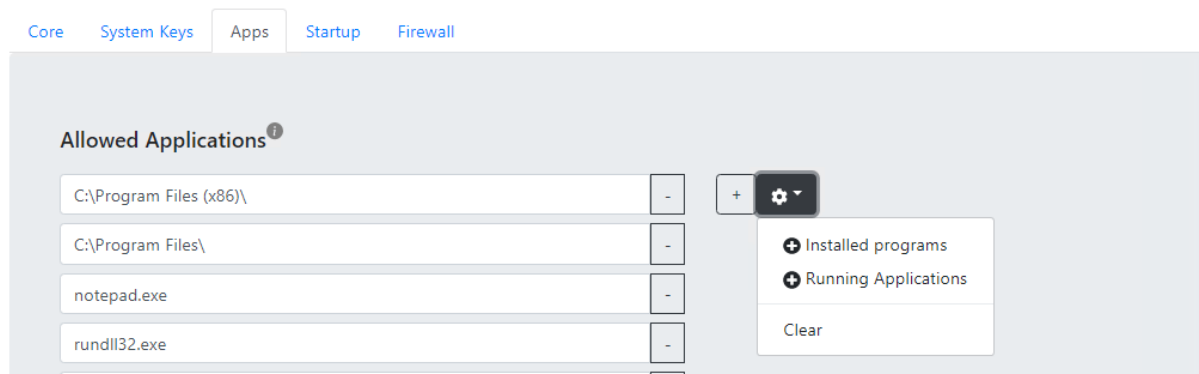 Core System Keys Apps Startup Firewall
Allowed Applications i
C:\Program Files (x86)\ - +
C:\Program Files\ -
Installed programs
notepad.exe -
Running Applications
rundll32.exe -
Clear